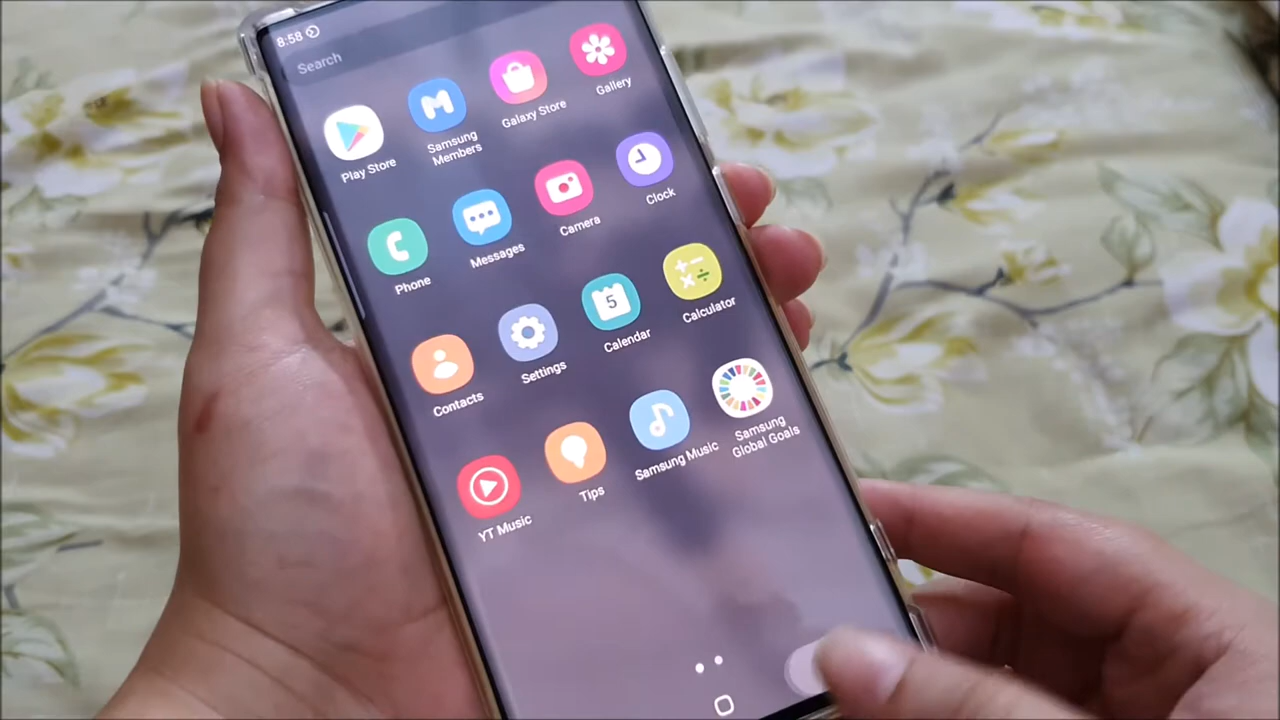 8:58
Search
Play Store
Samsung
Members
Galaxy Store
Gallery
Phone
Messages
Camera
Clock
Contacts
Settings
Calendar
5
Calculator
YT Music
Tips
Samsung Music
Samsung
Global Goals